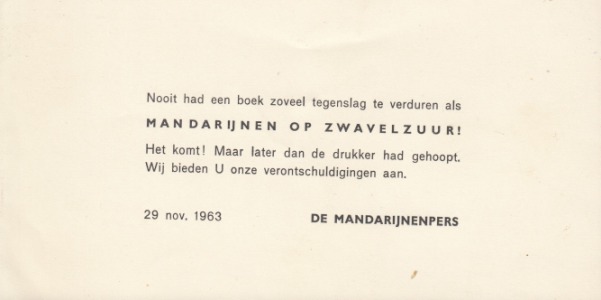 Nooit had een boek zoveel tegenslag te verduren als
MANDARIJNEN OP ZWAVELZUUR!
Het komt! Maar later dan de drukker had gehoopt.
Wij bieden U onze verontschuldigingen aan.
29 nov. 1963 DE MANDARIJNENPERS